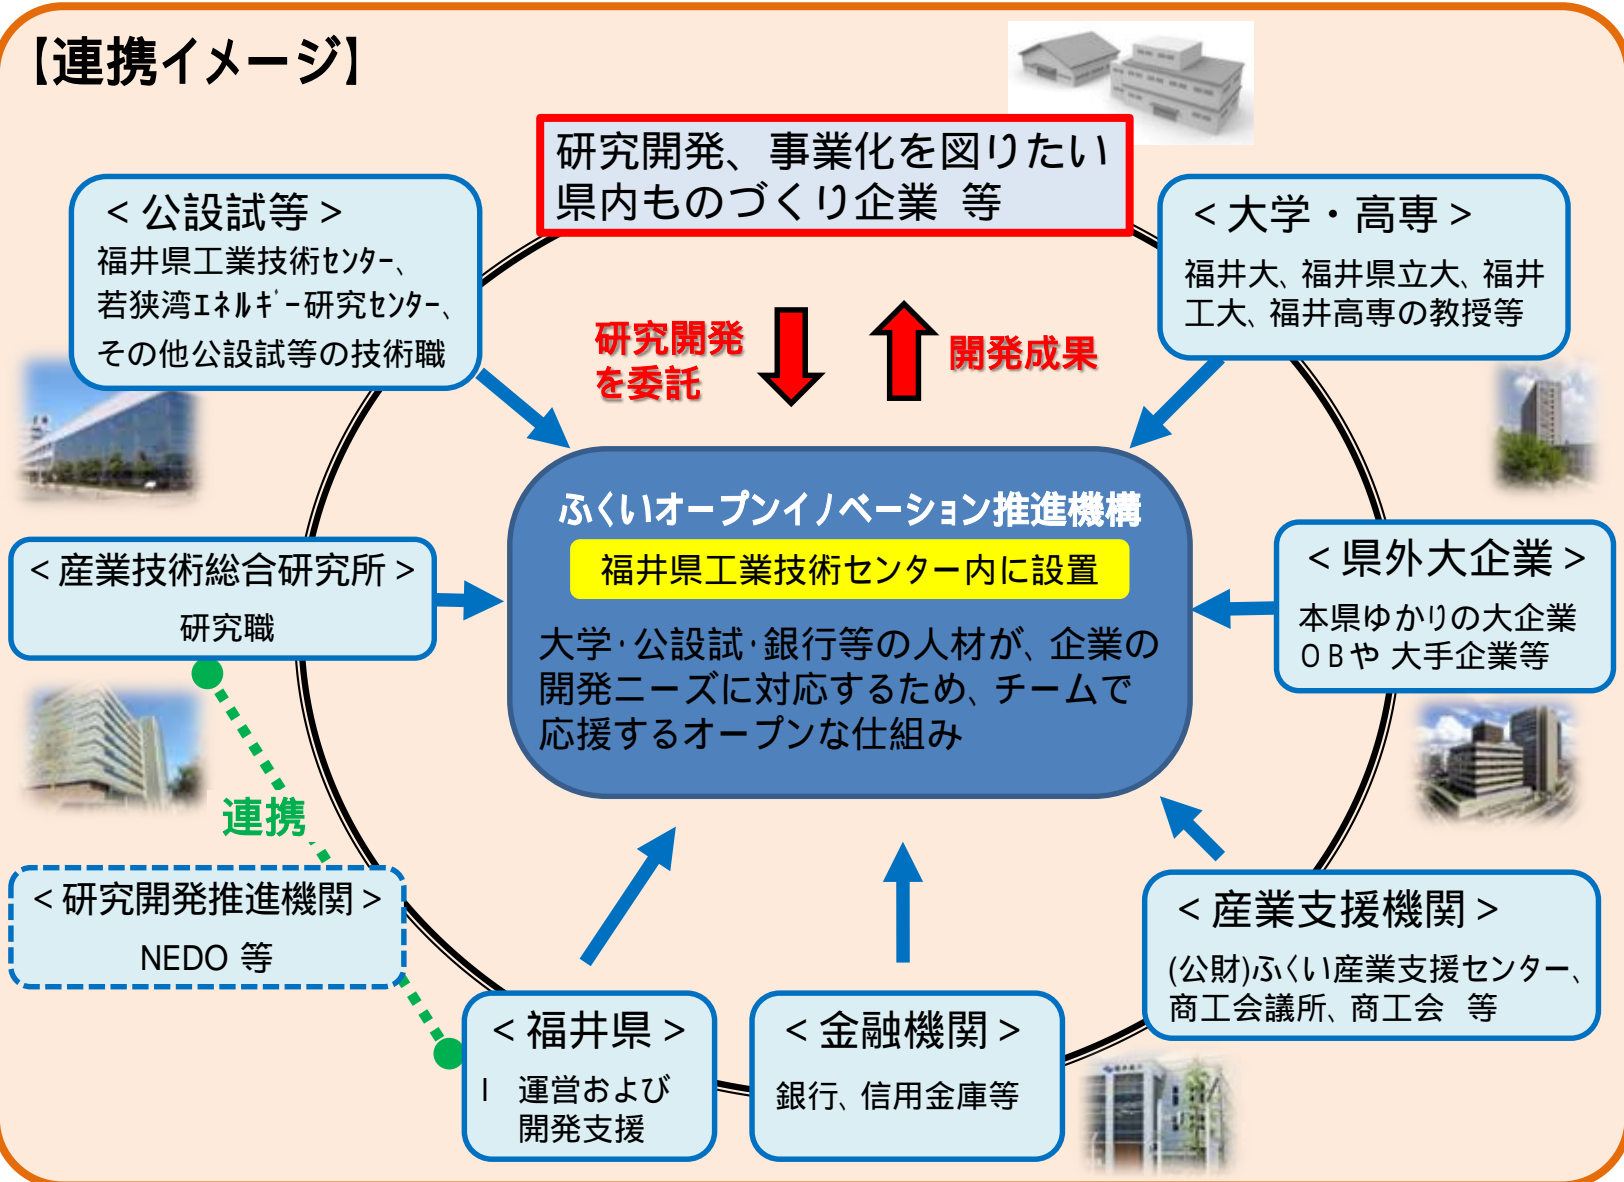 【連携イメージ】
研究開発、事業化を図りたい
県内ものづくり企業 等
＜公設試等＞
福井県工業技術ｾﾝﾀｰ、
若狭湾ｴﾈﾙｷﾞｰ研究ｾﾝﾀｰ、
その他公設試等の技術職
＜大学・高専＞
福井大、福井県立大、福井
工大、福井高専の教授等
研究開発
を委託
開発成果
ふくいオープンイノベーション推進機構
福井県工業技術センター内に設置
大学・公設試・銀行等の人材が、企業の
開発ニーズに対応するため、チームで
応援するオープンな仕組み
＜産業技術総合研究所＞
研究職
＜県外大企業＞
本県ゆかりの大企業
ＯＢや 大手企業等
連携
＜研究開発推進機関＞
NEDO 等
＜産業支援機関＞
(公財)ふくい産業支援センター、
商工会議所、商工会 等
＜福井県＞
l 運営および
開発支援
＜金融機関＞
銀行、信用金庫等